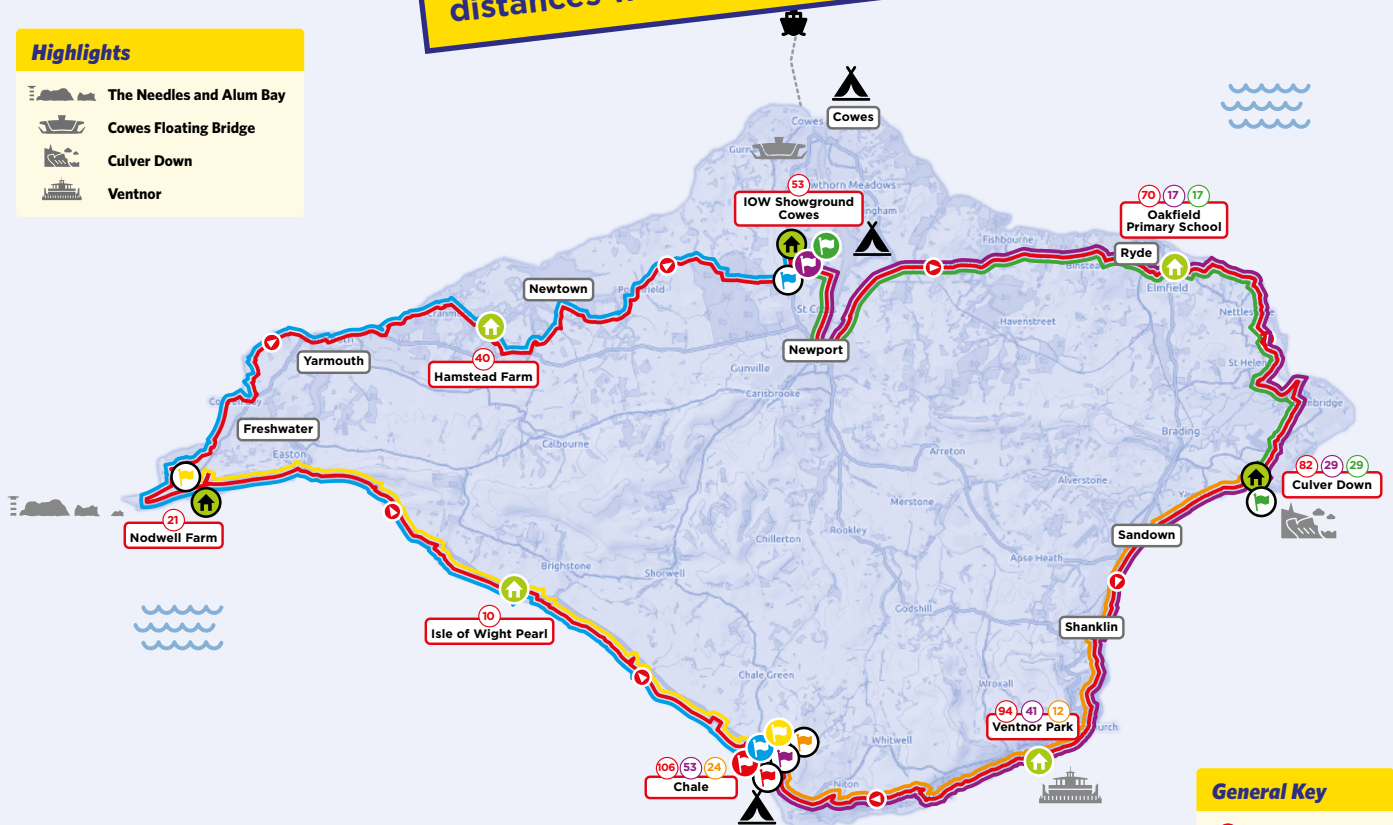 distances
Highlights
The Needles and Alum Bay
Cowes Floating Bridge
Culver Down
Ventnor
Cowes
Cowes
53
IOW Showground
Cowes
70 17 17
Oakfield
Primary School
Fishbourne
Ryde
Elmfield
Newtown
Cranmore
Yarmouth
40
Hamstead Farm
Newport
Havenstreet
Gunville
Carisbrooke
Freshwater
Easton
Calbourne
Arreton
Brading
Alverstone
82 29 29
Culver Down
21
Nodwell Farm
Merstone
Rookley
Chillerton
Sandown
Apse Heath
Brighstone
Shorwell
10
Isle of Wight Pearl
Godshill
Shanklin
Chale Green
Wroxall
94 41 12
Ventnor Park
Whitwell
106 53 24
Chale
Niton
General Key